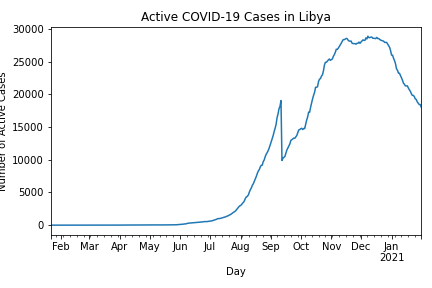 Active COVID-19 Cases in Libya
30000
25000
20000
15000
10000
5000
0
Number of Active Cases
Feb Mar Apr May Jun Jul Aug Sep Oct Nov Dec Jan
2021
Day